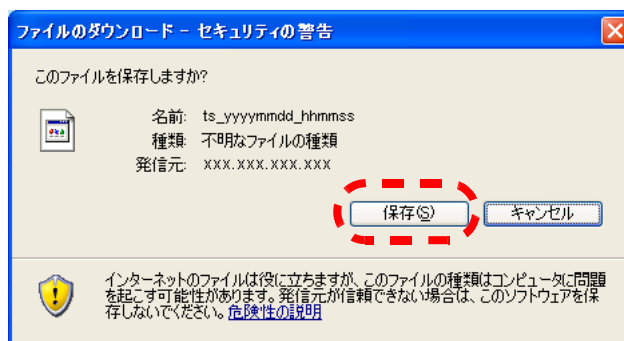 ファイルのダウンロード - セキュリティの警告
このファイルを保存しますか?
名前: ts_yyyymmdd_hhmmss
種類: 不明なファイルの種類
発信元: xxx.xxx.xxx.xxx
保存(S) キャンセル
インターネットのファイルは役に立ちますが、このファイルの種類はコンピュータに問題
を起こす可能性があります。発信元が信頼できない場合は、このソフトウェアを保
存しないでください。危険性の説明